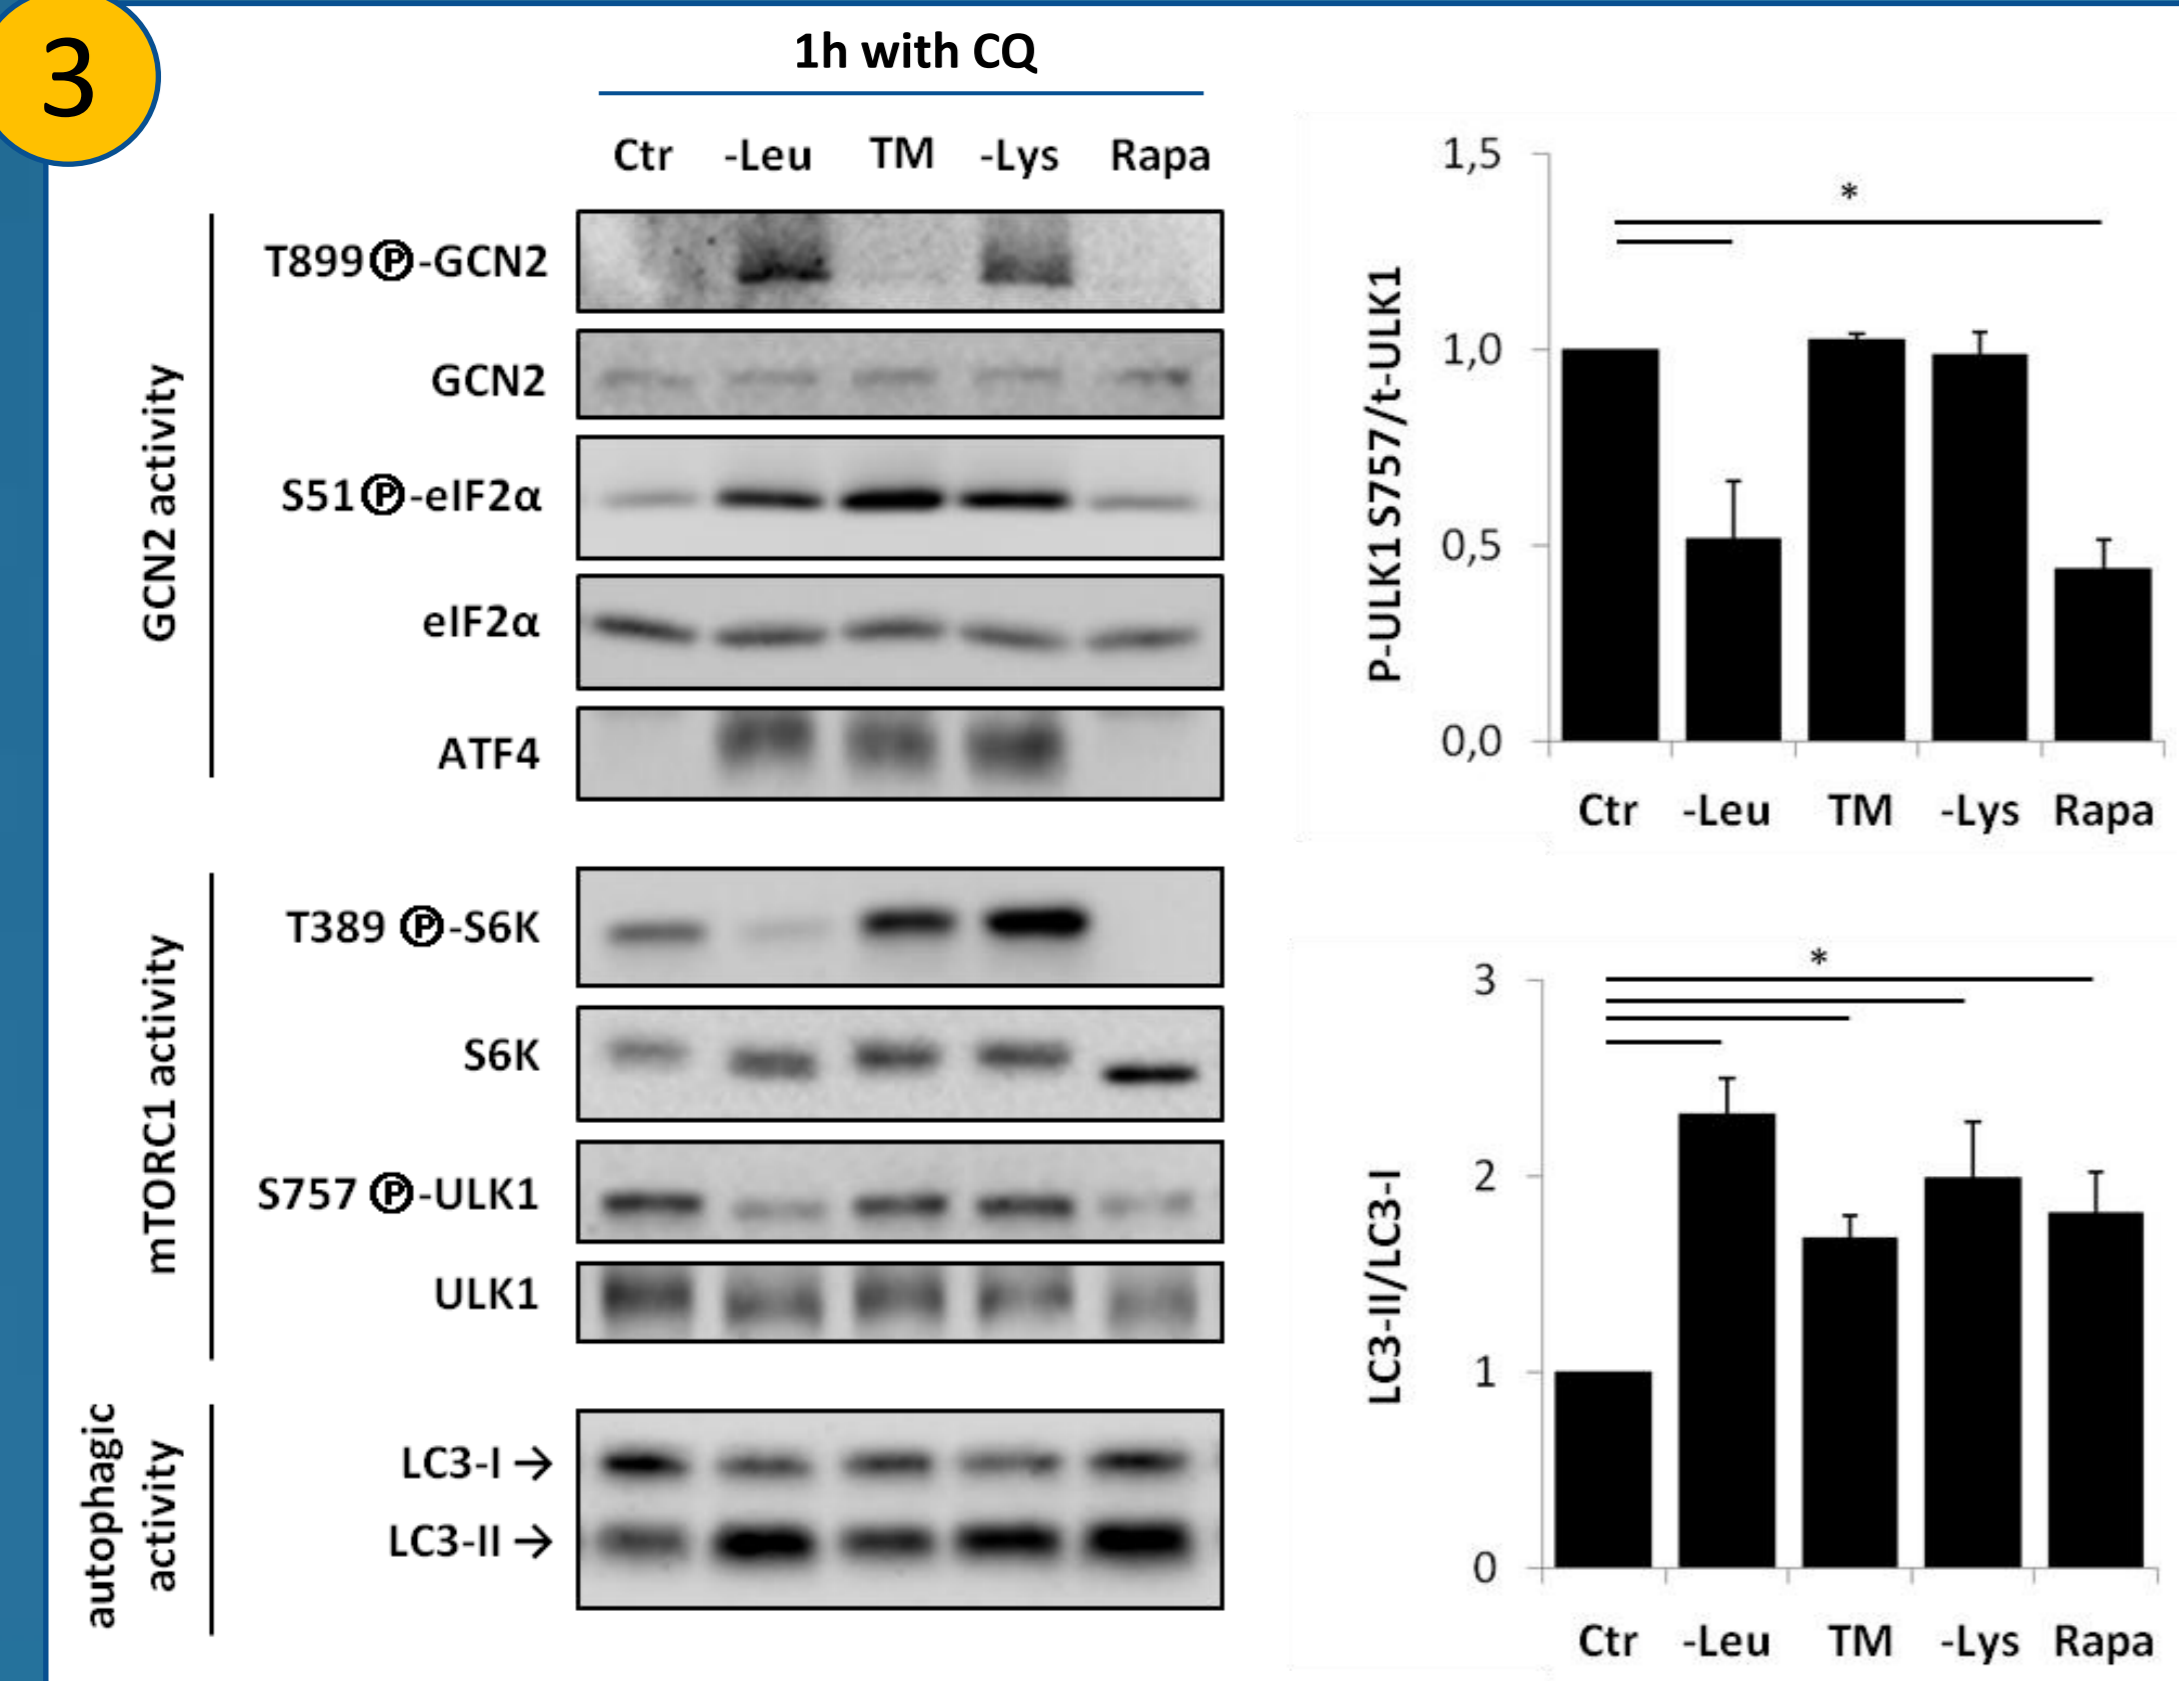 3
1h with CQ
Ctr -Leu TM -Lys Rapa
GCN2 activity
T899Ⓟ-GCN2
GCN2
S51Ⓟ-eIF2α
eIF2α
ATF4
mTORC1 activity
T389 Ⓟ-S6K
S6K
S757 Ⓟ-ULK1
ULK1
autophagic
activity
LC3-I →
LC3-II →
P-ULK1 S757/t-ULK1
1,5
1,0
0,5
0,0
*
Ctr -Leu TM -Lys Rapa
LC3-II/LC3-I
3
2
1
0
*
Ctr -Leu TM -Lys Rapa